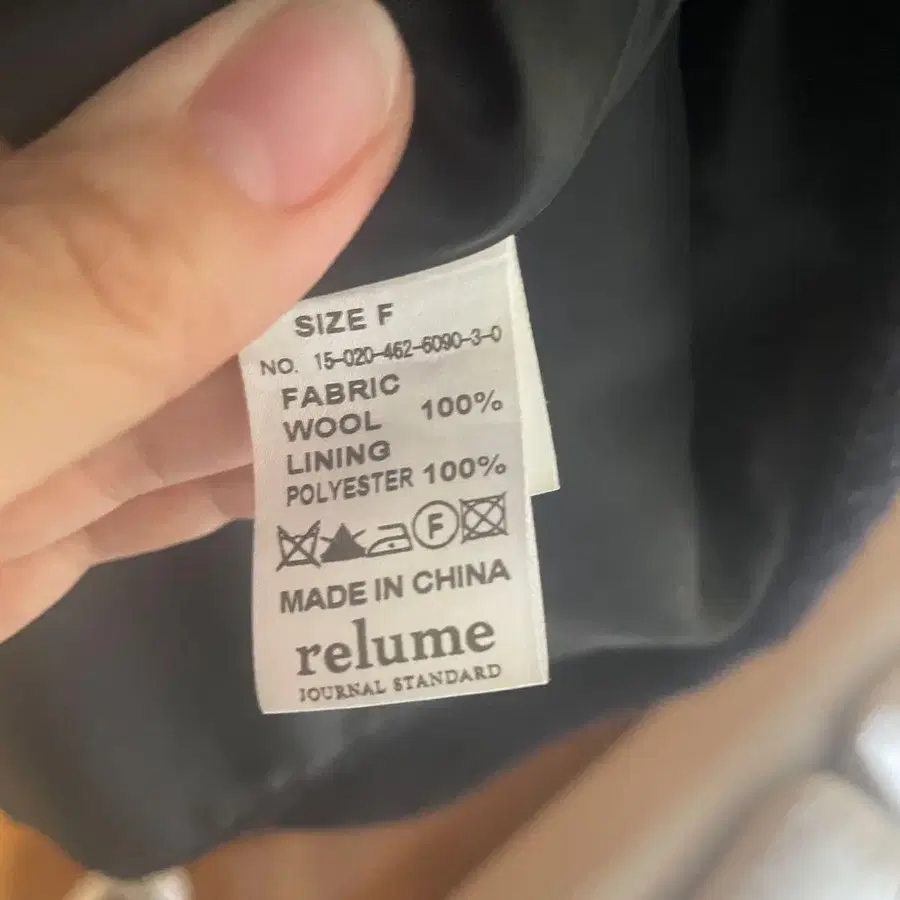 SIZE F
NO. 15-020-462-6090-3-0
FABRIC
WOOL 100%
LINING
POLYESTER 100%
F
MADE IN CHINA
relume
JOURNAL STANDARD